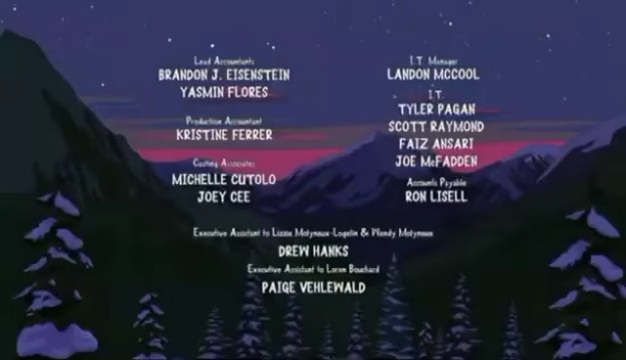 Lead Accountants
BRANDON J. EISENSTEIN
YASMIN FLORES
Production Accountant
KRISTINE FERRER
Casting Associates
MICHELLE CUTOLO
JOEY CEE
I.T. Manager
LANDON MCCOOL
I.T.
TYLER PAGAN
SCOTT RAYMOND
FAIZ ANSARI
JOE McFADDEN
Accounts Payable
RON LISELL
Executive Assistant to Lizzie Molyneux-Logelin & Wendy Molyneux
DREW HANKS
Executive Assistant to Loren Bouchard
PAIGE VEHLEWALD